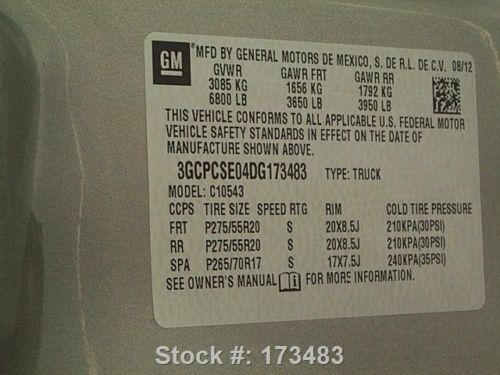 GM MFD BY GENERAL MOTORS DE MEXICO, S. DE R.L. DE C.V. 08/12
GVWR GAWR FRT GAWR RR
3085 KG 1656 KG 1792 KG
6800 LB 3650 LB 3950 LB
THIS VEHICLE CONFORMS TO ALL APPLICABLE U.S. FEDERAL MOTOR
VEHICLE SAFETY STANDARDS IN EFFECT ON THE DATE OF
MANUFACTURE SHOWN ABOVE.
3GCPCSE04DG173483 TYPE: TRUCK
MODEL: C10543
CCPS TIRE SIZE SPEED RTG RIM COLD TIRE PRESSURE
FRT P275/55R20 S 20X8.5J 210KPA(30PSI)
RR P275/55R20 S 20X8.5J 210KPA(30PSI)
SPA P265/70R17 S 17X7.5J 240KPA(35PSI)
SEE OWNER'S MANUAL FOR MORE INFORMATION.
Stock #: 173483